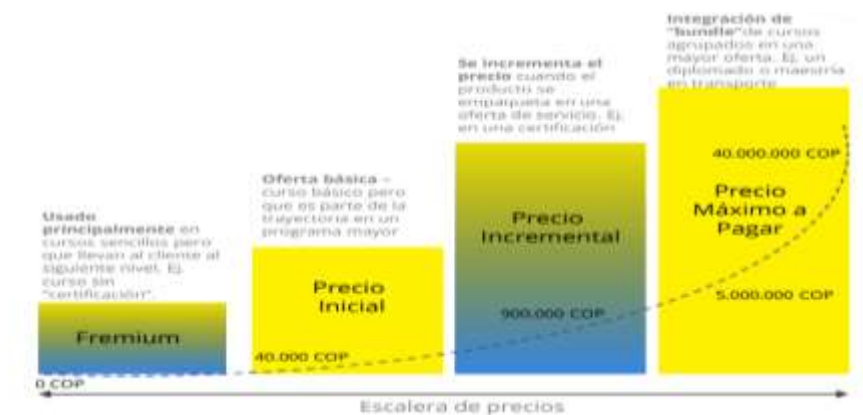 Usado
principalmente en
cursos sencillos pero
que llevan al cliente al
siguiente nivel. Ej.
curso sin
"certificación".
Fremium
0 COP
Oferta básica –
curso básico pero
que es parte de la
trayectoria en un
programa mayor
Precio
Inicial
40.000 COP
Se incrementa el
precio cuando el
producto se
empaqueta en una
oferta de servicio. Ej.
en una certificación
Precio
Incremental
900.000 COP
Integración de
"bundle"de cursos
agrupados en una
mayor oferta. Ej. un
diplomado o maestría
en transporte
40.000.000 COP
Precio
Máximo a
Pagar
5.000.000 COP
Escalera de precios